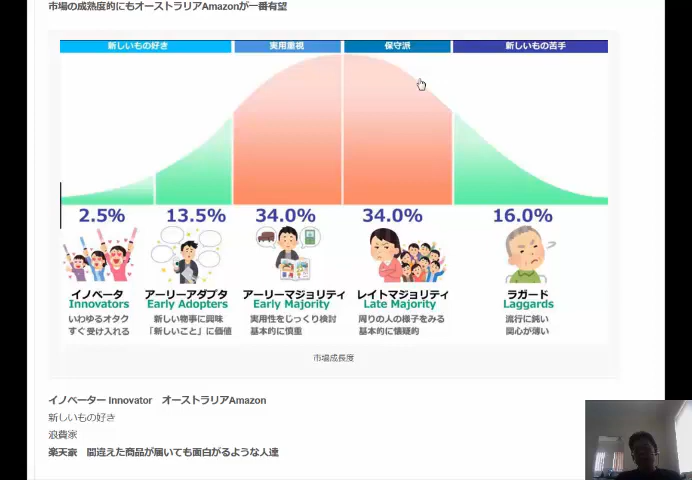 市場の成熟度的にもオーストラリアAmazonが一番有望
新しいもの好き 実用重視 保守派 新しいもの苦手
2.5% 13.5% 34.0% 34.0% 16.0%
イノベータ アーリーアダプタ アーリーマジョリティ レイトマジョリティ ラガード
Innovators Early Adopters Early Majority Late Majority Laggards
いわゆるオタク 新しい物事に興味 実用性をじっくり検討 周りの人の様子をみる 流行に鈍い
すぐ受け入れる 「新しいこと」に価値 基本的に慎重 基本的に懐疑的 関心が薄い
市場成長度
イノベーター Innovator オーストラリアAmazon
新しいもの好き
浪費家
楽天家 間違えた商品が届いても面白がるような人達